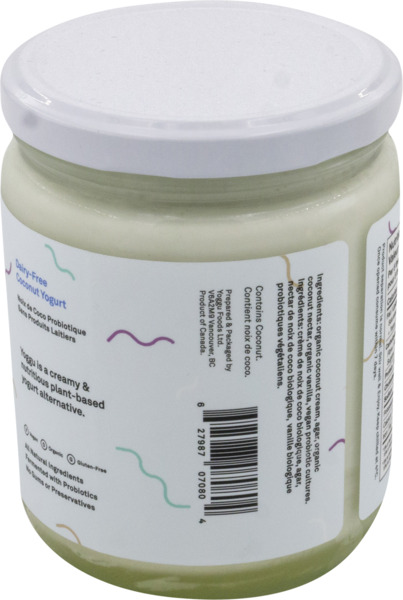 Dairy-Free
Coconut Yogurt
Noix de Coco Probiotique
Sans Produits Laitiers
Yoggu is a creamy &
nutritious plant-based
yogurt alternative.
Vegan
Organic
Gluten-Free
All Natural Ingredients
Fermented with Probiotics
No Gums or Preservatives
Ingredients: organic coconut cream, agar, organic
coconut nectar, organic vanilla, vegan probiotic cultures.
Ingrédients: crème de noix de coco biologique, agar,
nectar de noix de coco biologique, vanille biologique
probiotiques végétaliens.
Contains Coconut.
Contient noix de coco.
Prepared & Packaged by
Yoggu Foods Ltd.
V6A2M9 Vancouver, BC
Product of Canada.
6 27987 07080 4